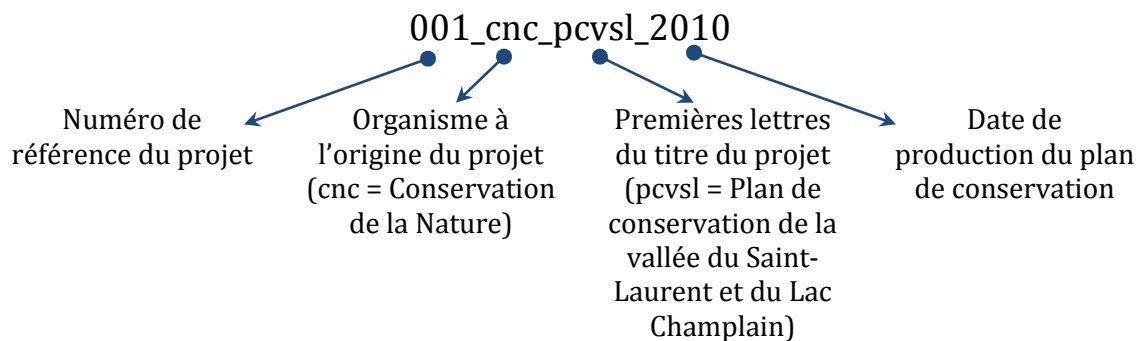 001_cnc_pcvsl_2010
Numéro de
référence du projet
Organisme à
l’origine du projet
(cnc = Conservation
de la Nature)
Premières lettres
du titre du projet
(pcvsl = Plan de
conservation de la
vallée du Saint-
Laurent et du Lac
Champlain)
Date de
production du plan
de conservation